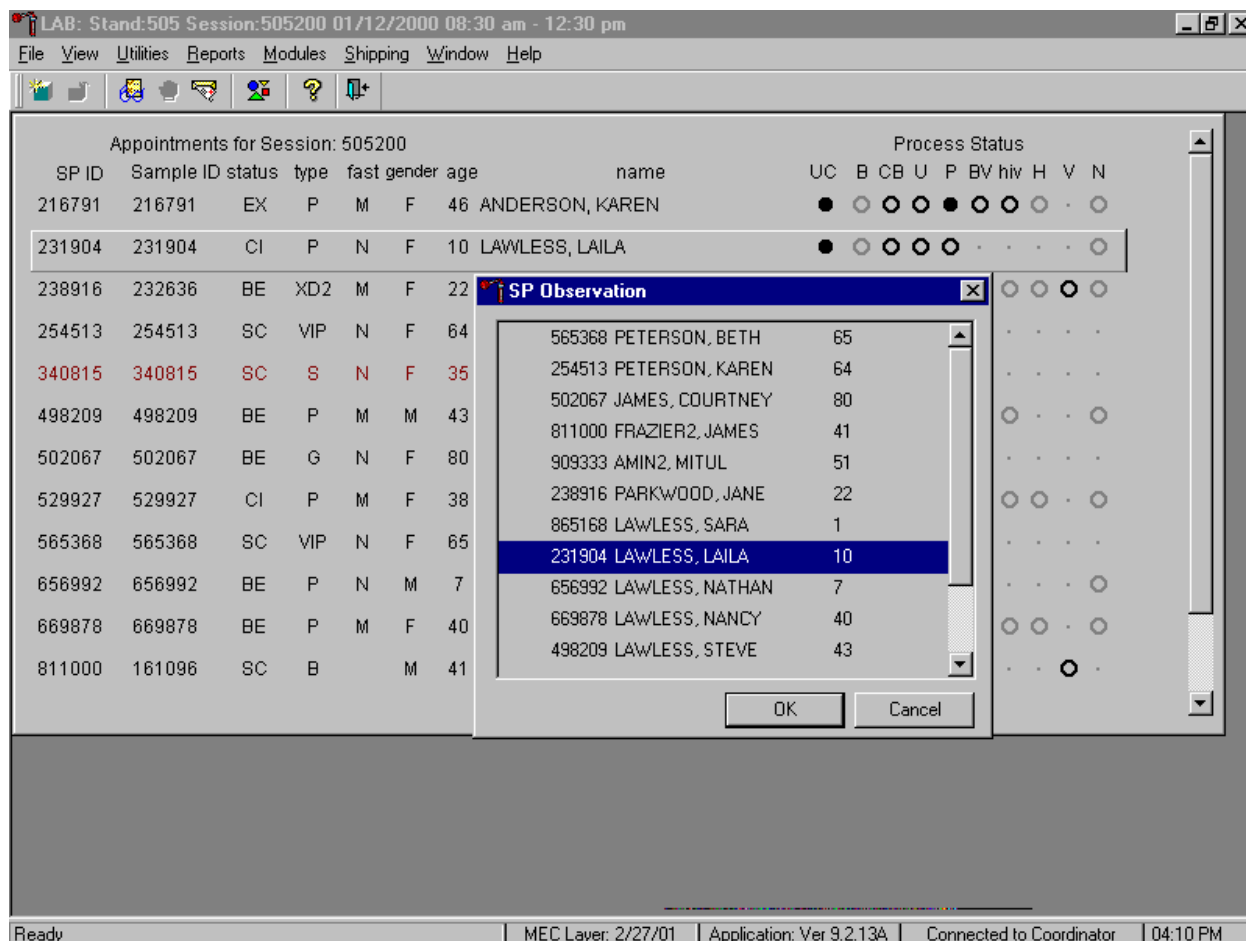 LAB: Stand:505 Session:505200 01/12/2000 08:30 am - 12:30 pm
File View Utilities Reports Modules Shipping Window Help
Appointments for Session: 505200 Process Status
SP ID Sample ID status type fast gender age name UC B CB U P BV hiv H V N
216791 216791 EX P M F 46 ANDERSON, KAREN
231904 231904 CI P N F 10 LAWLESS, LAILA
238916 232636 BE XD2 M F 22
254513 254513 SC VIP N F 64
340815 340815 SC S N F 35
498209 498209 BE P M M 43
502067 502067 BE G N F 80
529927 529927 CI P M F 38
565368 565368 SC VIP N F 65
656992 656992 BE P N M 7
669878 669878 BE P M F 40
811000 161096 SC B M 41
SP Observation
565368 PETERSON, BETH 65
254513 PETERSON, KAREN 64
502067 JAMES, COURTNEY 80
811000 FRAZIER2, JAMES 41
909333 AMIN2, MITUL 51
238916 PARKWOOD, JANE 22
865168 LAWLESS, SARA 1
231904 LAWLESS, LAILA 10
656992 LAWLESS, NATHAN 7
669878 LAWLESS, NANCY 40
498209 LAWLESS, STEVE 43
OK Cancel
Ready MEC Layer: 2/27/01 Application: Ver 9.2.13A Connected to Coordinator 04:10 PM